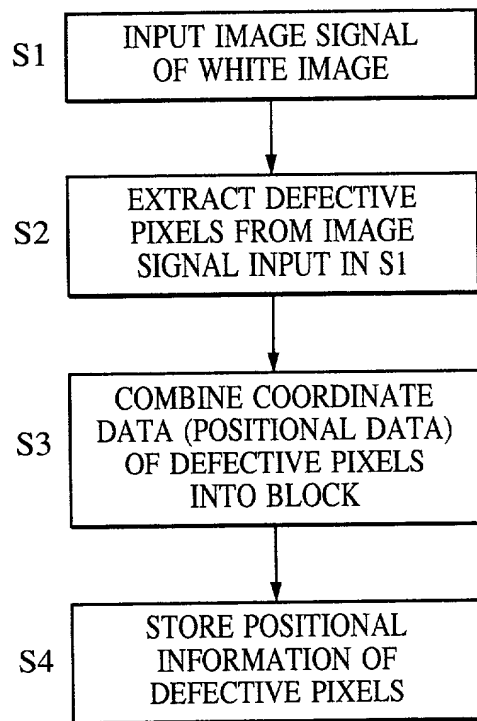 S1
INPUT IMAGE SIGNAL
OF WHITE IMAGE
S2
EXTRACT DEFECTIVE
PIXELS FROM IMAGE
SIGNAL INPUT IN S1
S3
COMBINE COORDINATE
DATA (POSITIONAL DATA)
OF DEFECTIVE PIXELS
INTO BLOCK
S4
STORE POSITIONAL
INFORMATION OF
DEFECTIVE PIXELS